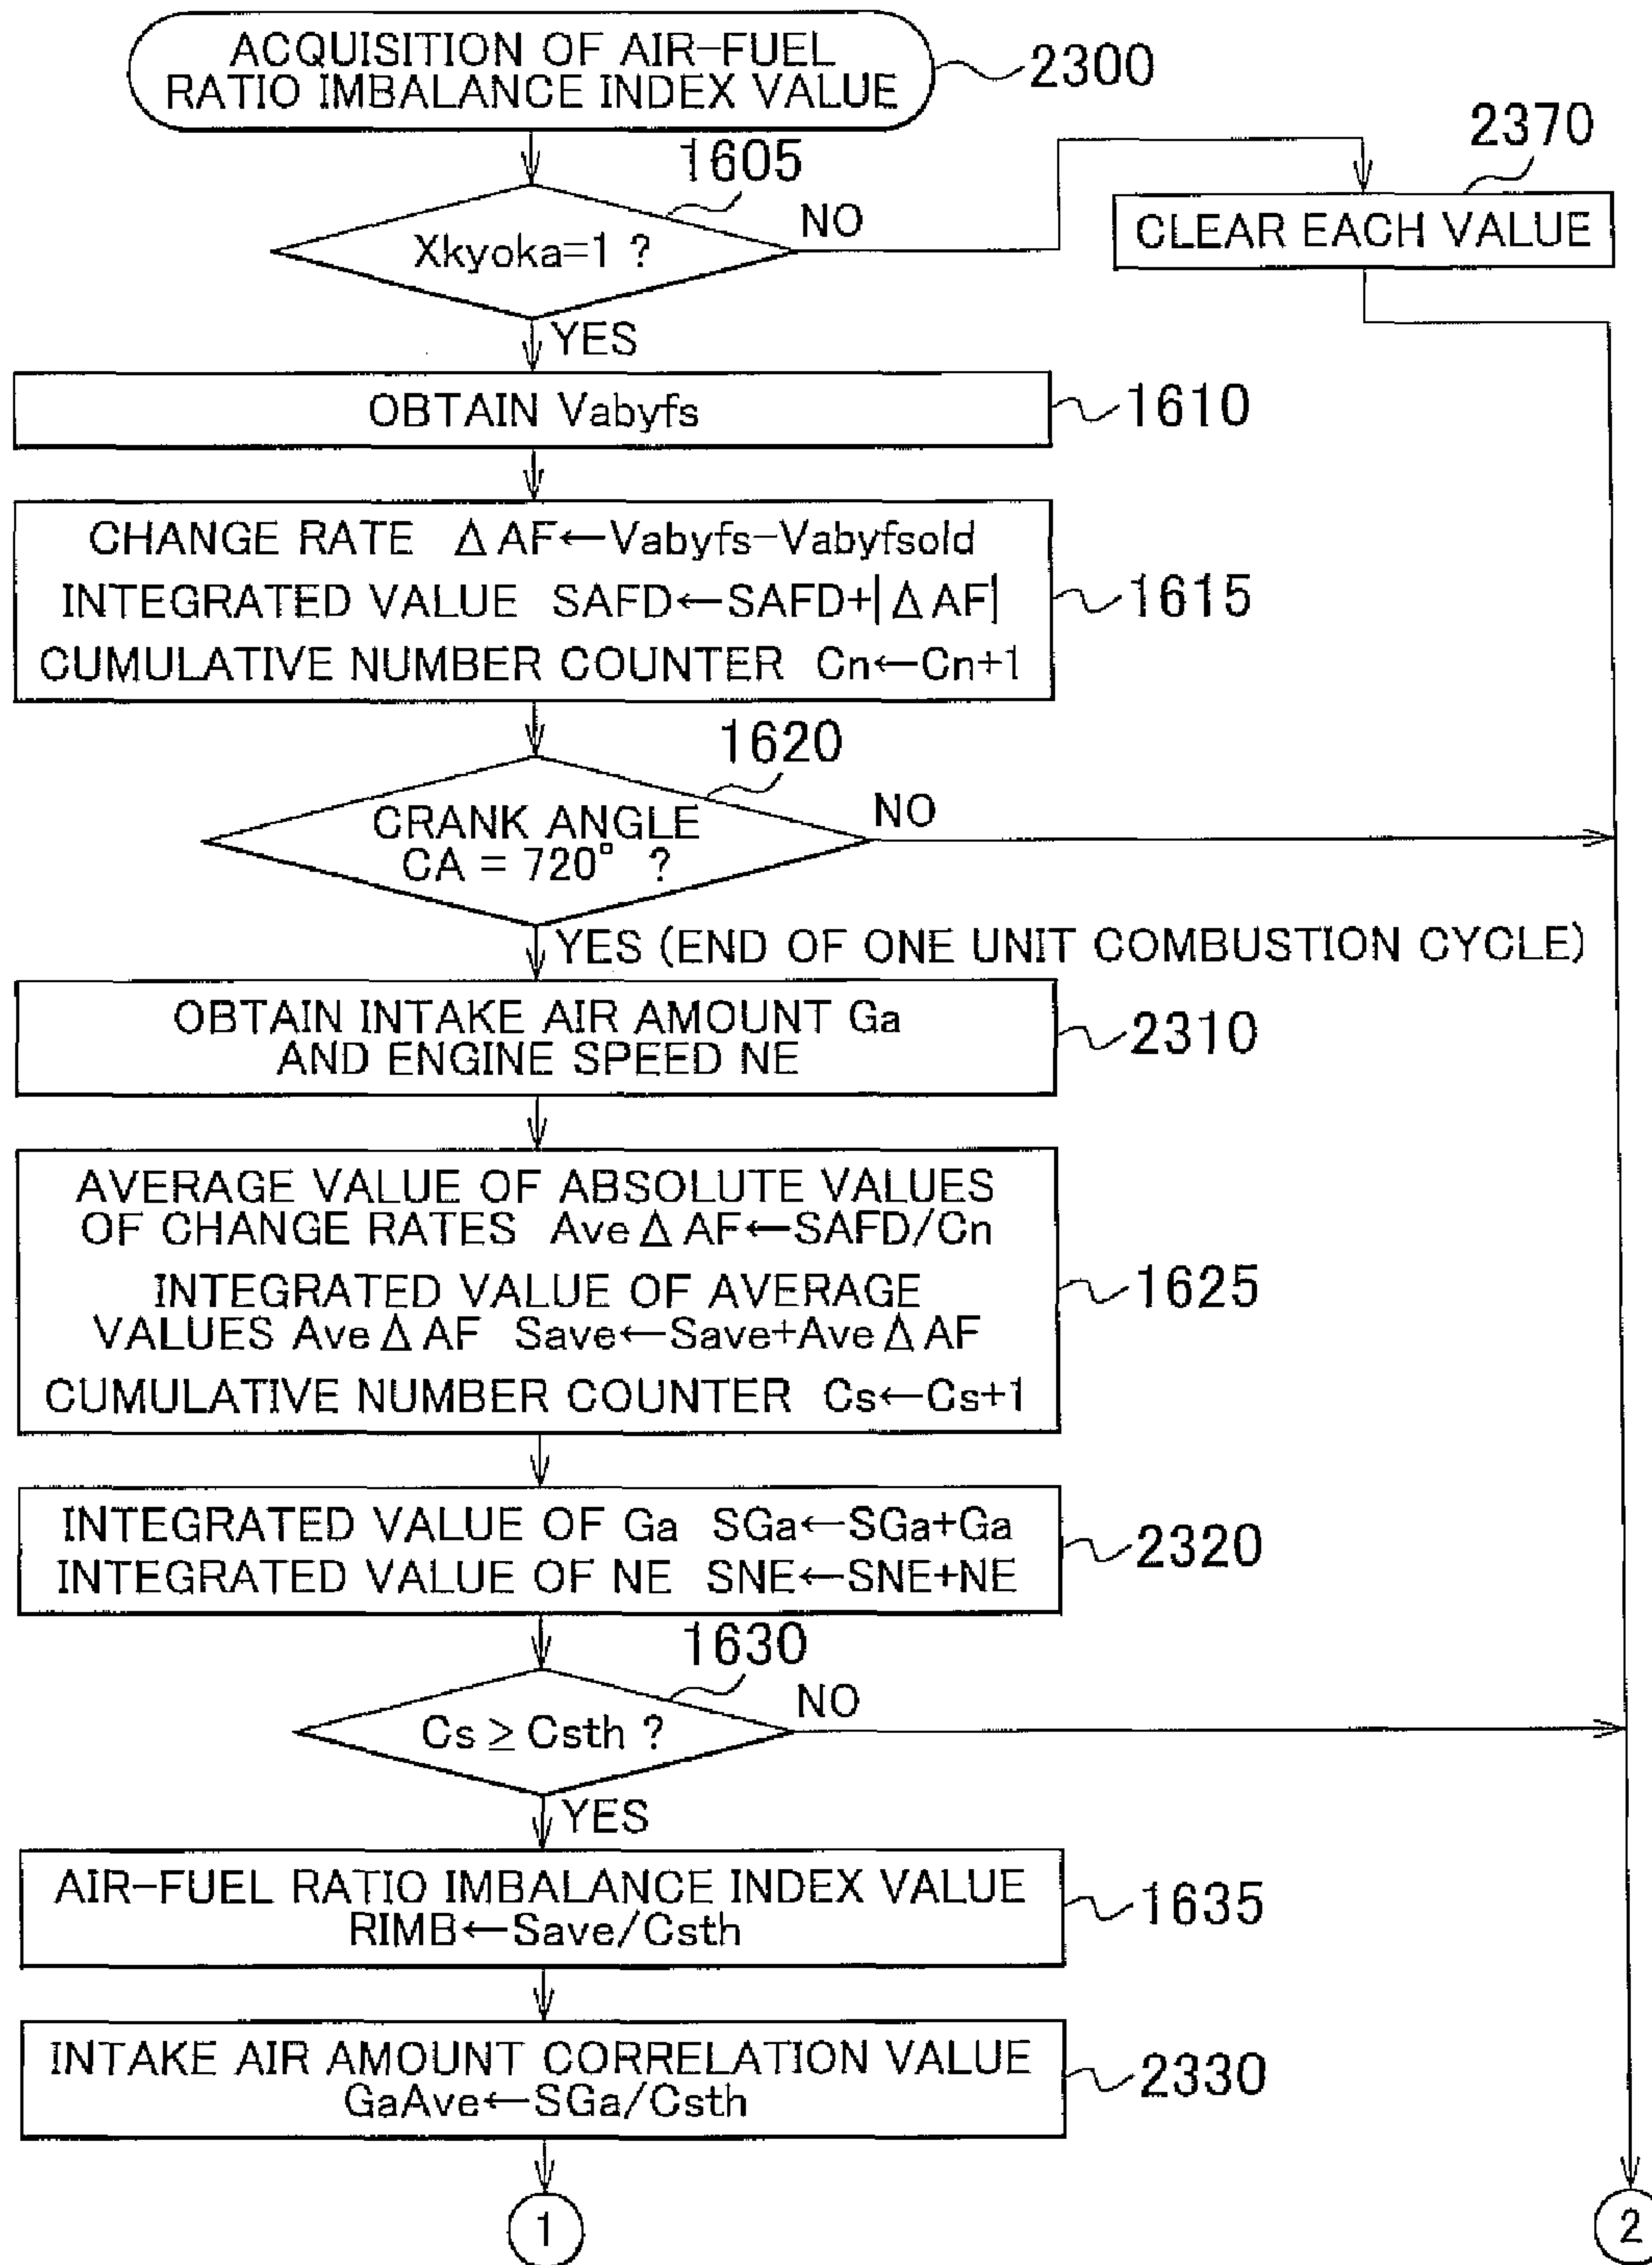 ACQUISITION OF AIR-FUEL
RATIO IMBALANCE INDEX VALUE
2300
1605
Xkyoka=1 ?
NO
2370
CLEAR EACH VALUE
YES
OBTAIN Vabyfs
1610
CHANGE RATE ΔAF←Vabyfs-Vabyfsold
INTEGRATED VALUE SAFD←SAFD+|ΔAF|
CUMULATIVE NUMBER COUNTER Cn←Cn+1
1615
1620
CRANK ANGLE
CA = 720° ?
NO
YES (END OF ONE UNIT COMBUSTION CYCLE)
OBTAIN INTAKE AIR AMOUNT Ga
AND ENGINE SPEED NE
2310
AVERAGE VALUE OF ABSOLUTE VALUES
OF CHANGE RATES AveΔAF←SAFD/Cn
INTEGRATED VALUE OF AVERAGE
VALUES AveΔAF Save←Save+AveΔAF
CUMULATIVE NUMBER COUNTER Cs←Cs+1
1625
INTEGRATED VALUE OF Ga SGa←SGa+Ga
INTEGRATED VALUE OF NE SNE←SNE+NE
2320
1630
Cs ≥ Csth ?
NO
YES
AIR-FUEL RATIO IMBALANCE INDEX VALUE
RIMB←Save/Csth
1635
INTAKE AIR AMOUNT CORRELATION VALUE
GaAve←SGa/Csth
2330
1
2